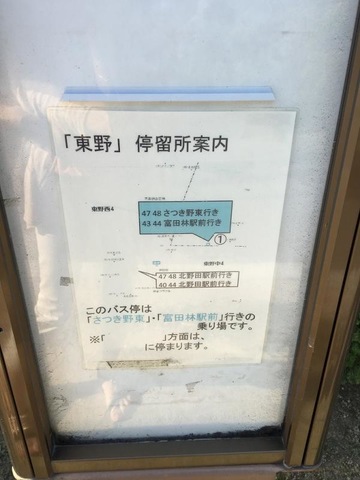 「東野」 停留所案内
東野西4
47 48 さつき野東行き
43 44 富田林駅前行き
①
東野中4
47 48 北野田駅前行き
40 44 北野田駅前行き
このバス停は
「さつき野東」・「富田林駅前」行きの
乗り場です。
※「 」方面は、
に停まります。